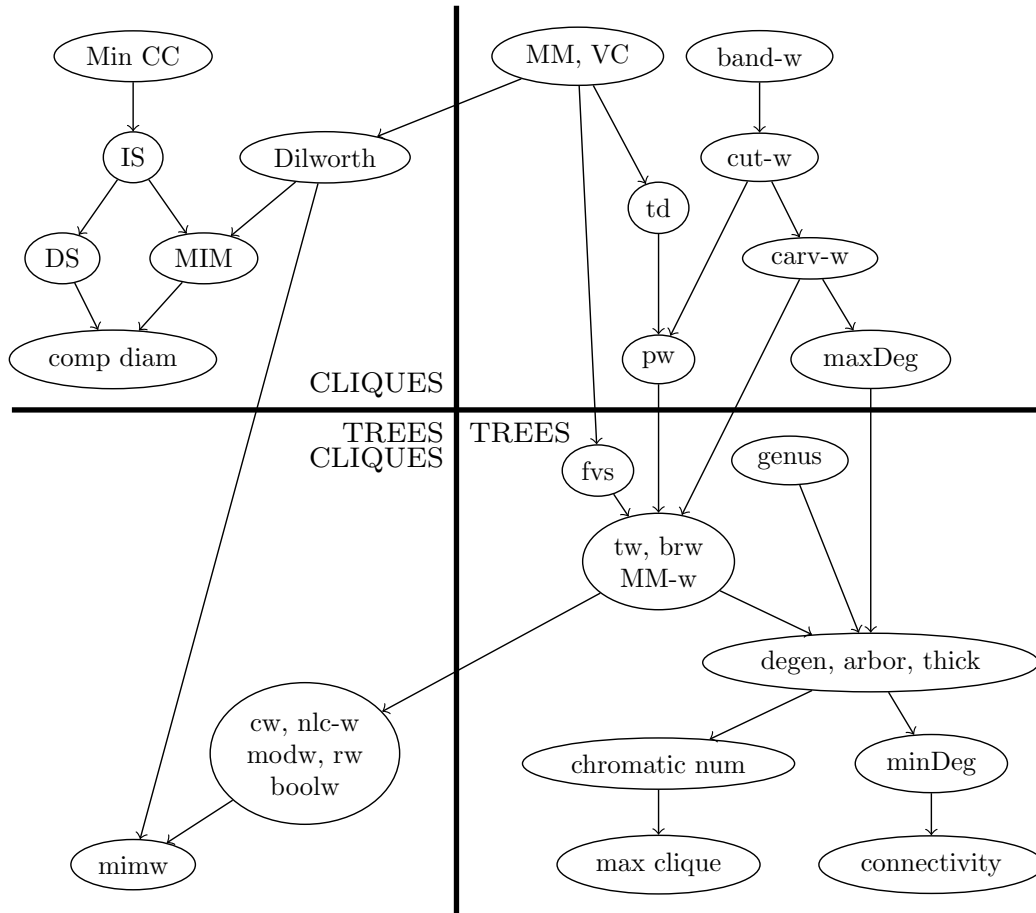 Min CC
MM, VC
band-w
IS
Dilworth
cut-w
td
DS
MIM
carv-w
comp diam
pw
maxDeg
CLIQUES
TREES
CLIQUES
TREES
fvs
genus
tw, brw
MM-w
degen, arbor, thick
cw, nlc-w
modw, rw
boolw
chromatic num
minDeg
mimw
max clique
connectivity